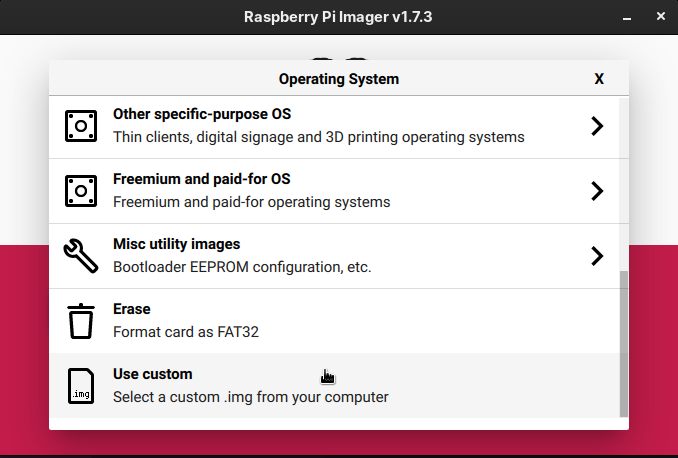 Raspberry Pi Imager v1.7.3
Operating System
X
Other specific-purpose OS
Thin clients, digital signage and 3D printing operating systems
Freemium and paid-for OS
Freemium and paid-for operating systems
Misc utility images
Bootloader EEPROM configuration, etc.
Erase
Format card as FAT32
.img
Use custom
Select a custom .img from your computer